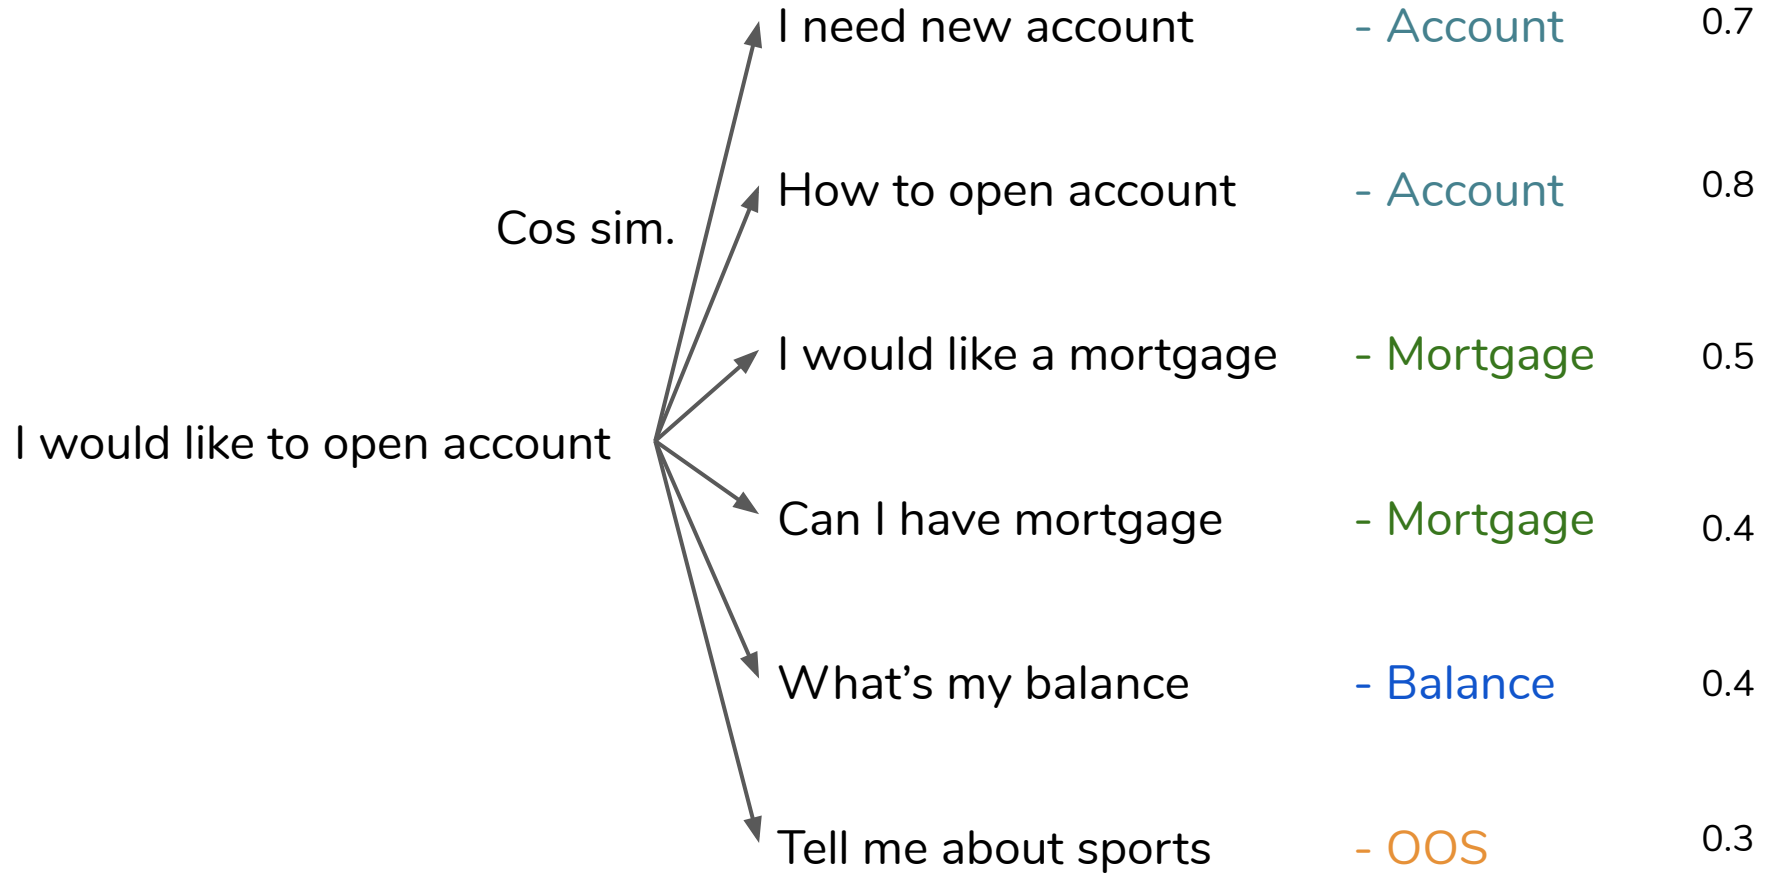 I need new account - Account 0.7
How to open account - Account 0.8
Cos sim.
I would like a mortgage - Mortgage 0.5
I would like to open account
Can I have mortgage - Mortgage 0.4
What’s my balance - Balance 0.4
Tell me about sports - OOS 0.3